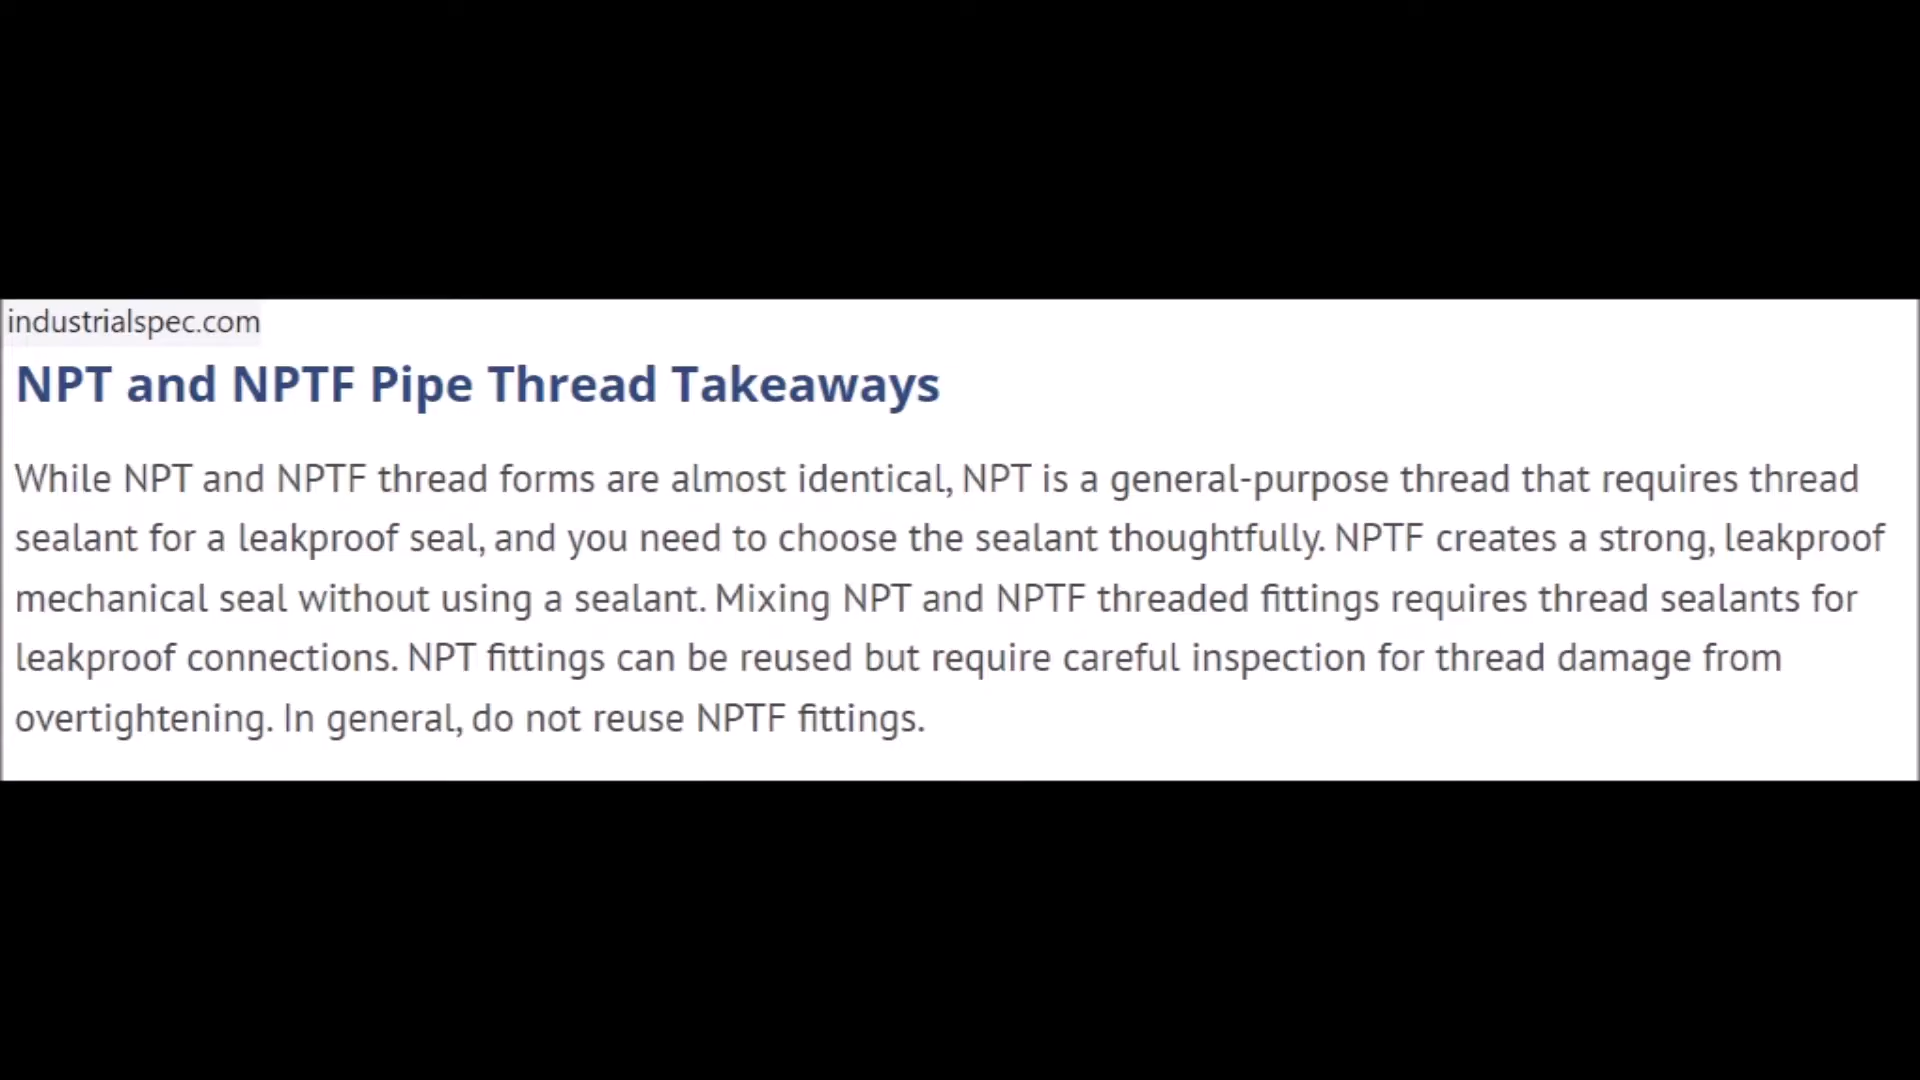 industrialspec.com
NPT and NPTF Pipe Thread Takeaways
While NPT and NPTF thread forms are almost identical, NPT is a general-purpose thread that requires thread
sealant for a leakproof seal, and you need to choose the sealant thoughtfully. NPTF creates a strong, leakproof
mechanical seal without using a sealant. Mixing NPT and NPTF threaded fittings requires thread sealants for
leakproof connections. NPT fittings can be reused but require careful inspection for thread damage from
overtightening. In general, do not reuse NPTF fittings.